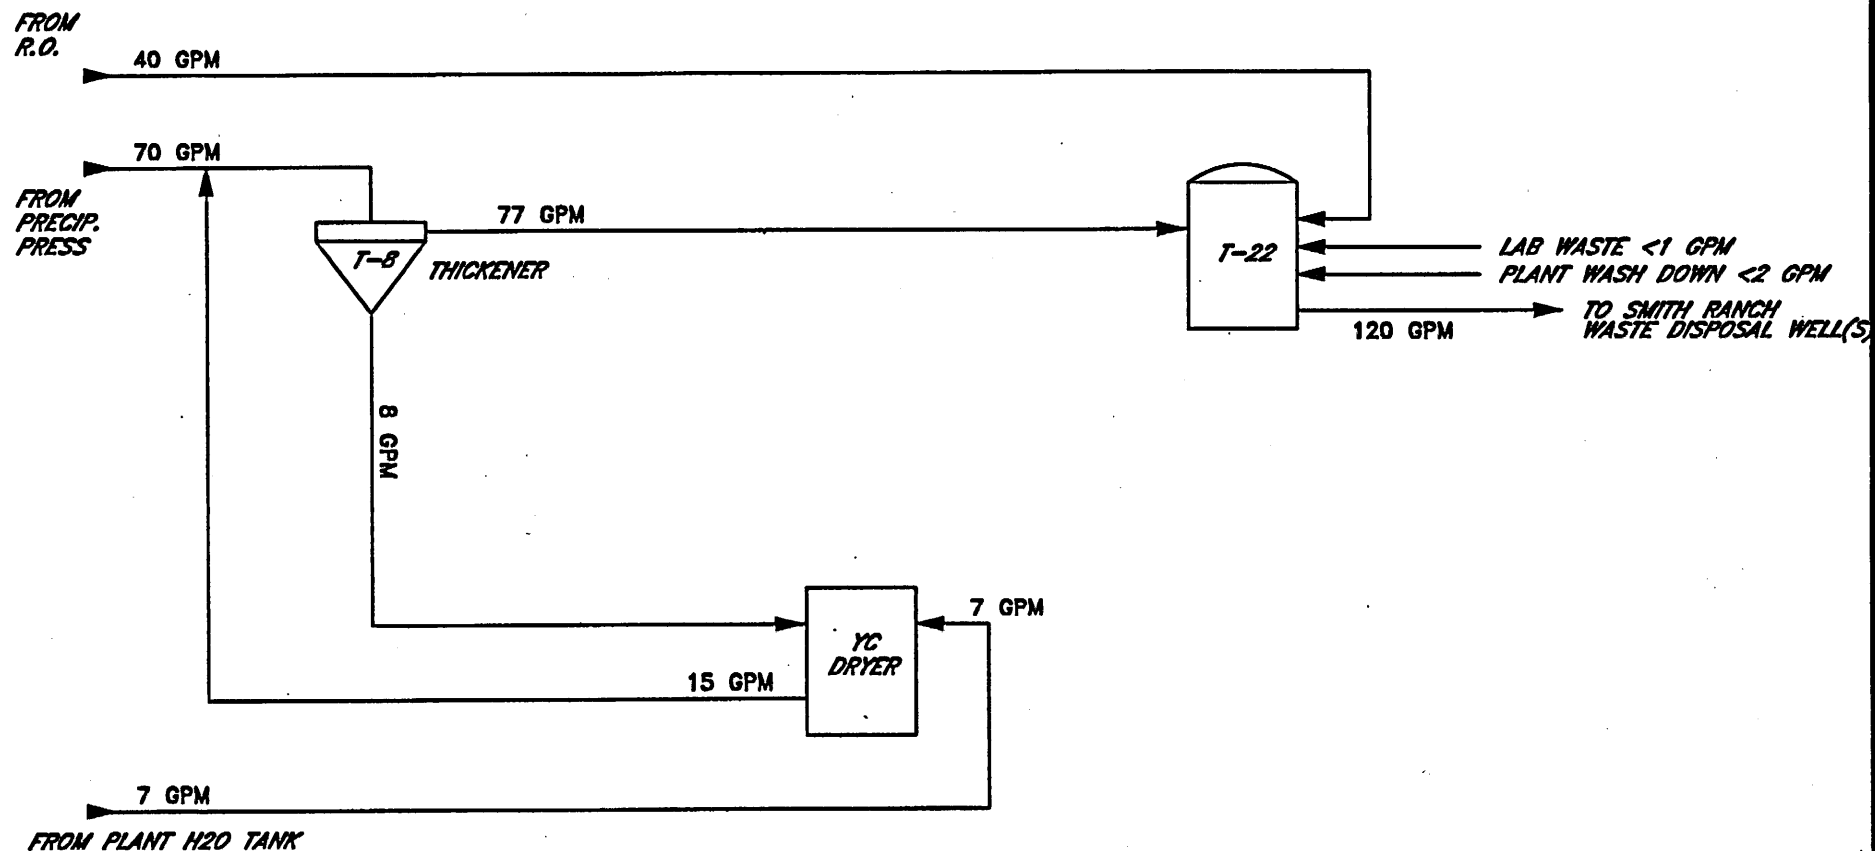 FROM
R.O.
40 GPM
70 GPM
FROM
PRECIP.
PRESS
77 GPM
T-8
THICKENER
T-22
LAB WASTE <1 GPM
PLANT WASH DOWN <2 GPM
TO SMITH RANCH
WASTE DISPOSAL WELL(S)
120 GPM
8 GPM
7 GPM
YC
DRYER
15 GPM
7 GPM
FROM PLANT H2O TANK